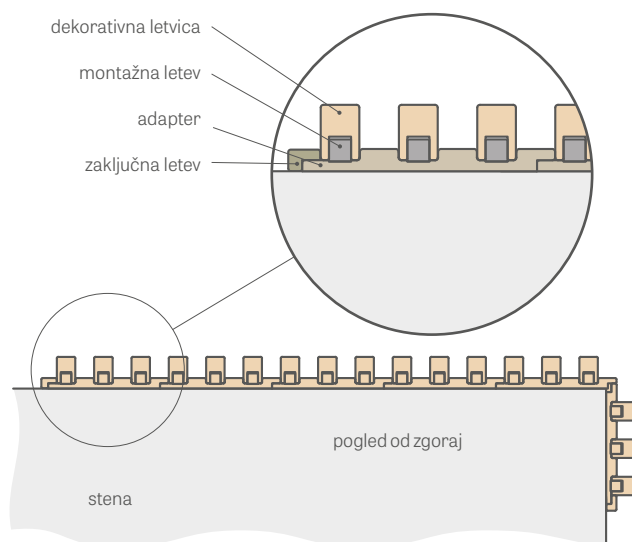 dekorativna letvica
montažna letev
adapter
zaključna letev
pogled od zgoraj
stena